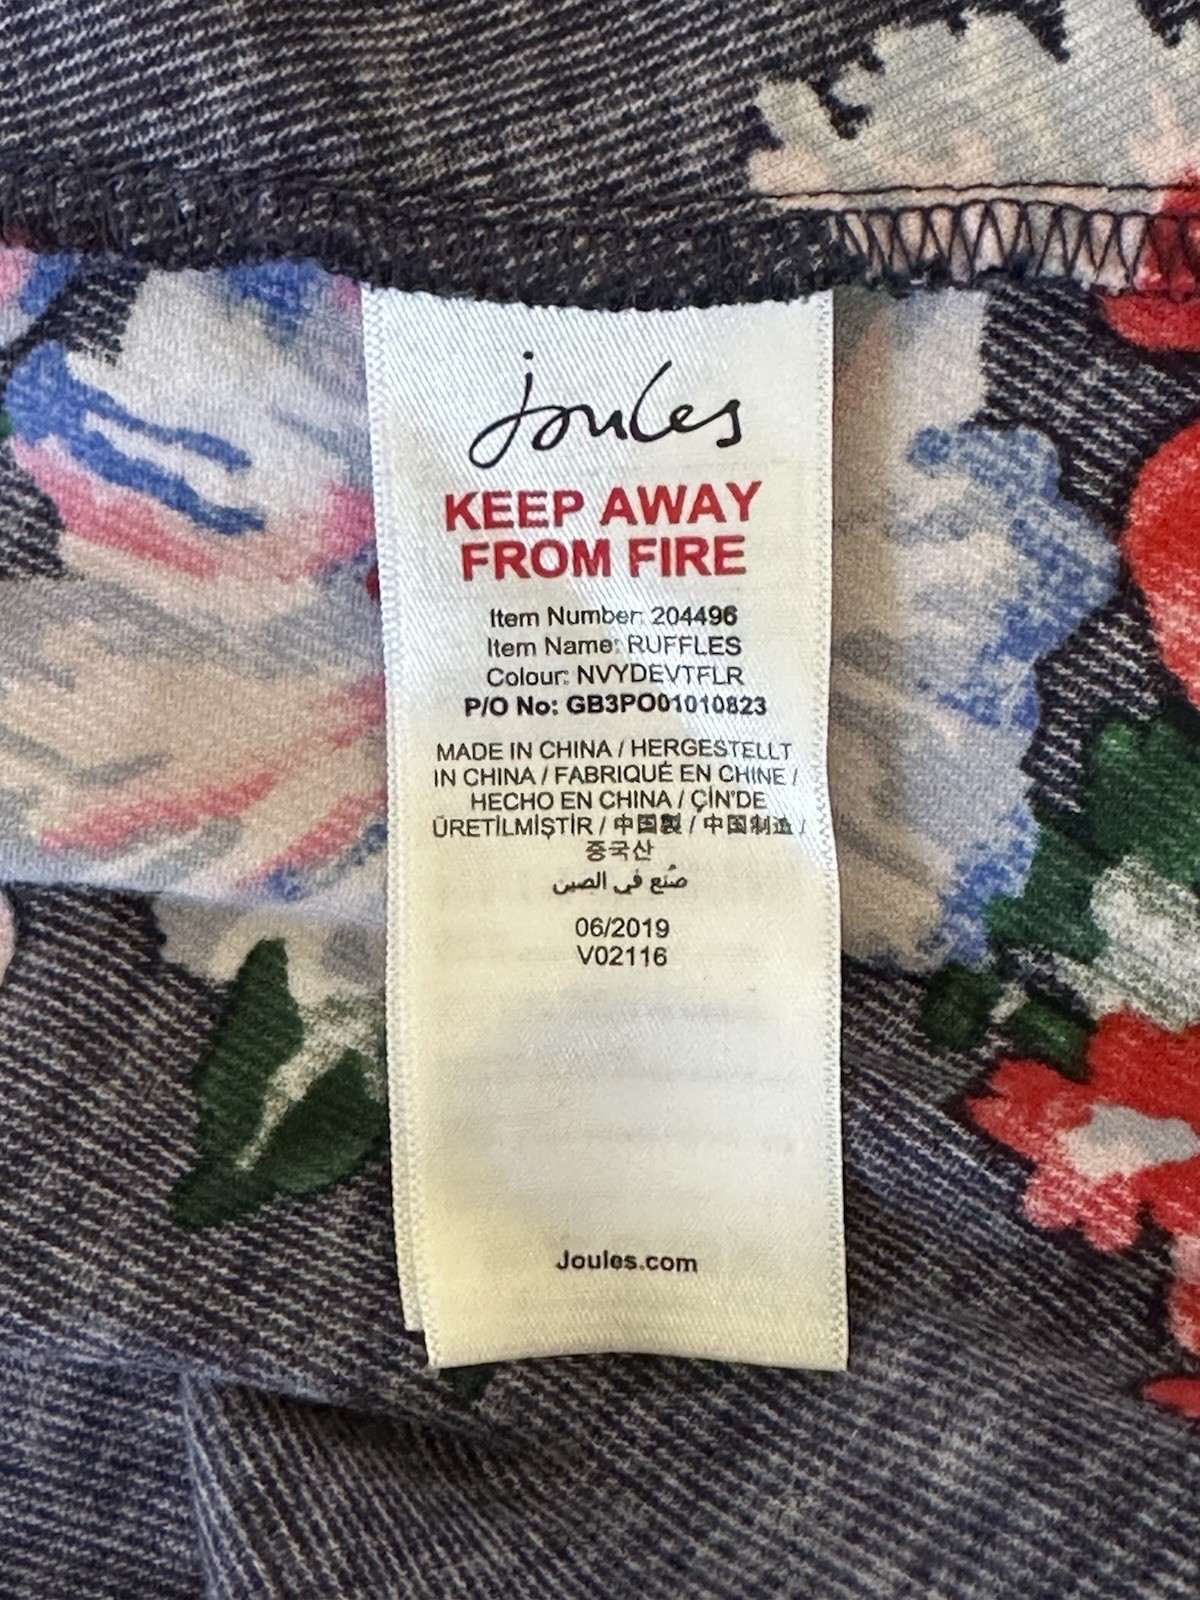 Joules
KEEP AWAY
FROM FIRE
Item Number: 204496
Item Name: RUFFLES
Colour: NVYDEVTFLR
P/O No: GB3PO01010823
MADE IN CHINA / HERGESTELLT
IN CHINA / FABRIQUÉ EN CHINE /
HECHO EN CHINA / ÇİN'DE
ÜRETİLMİŞTİR / 中国製 / 中国制造 /
중국산
صُنع في الصين
06/2019
V02116
Joules.com